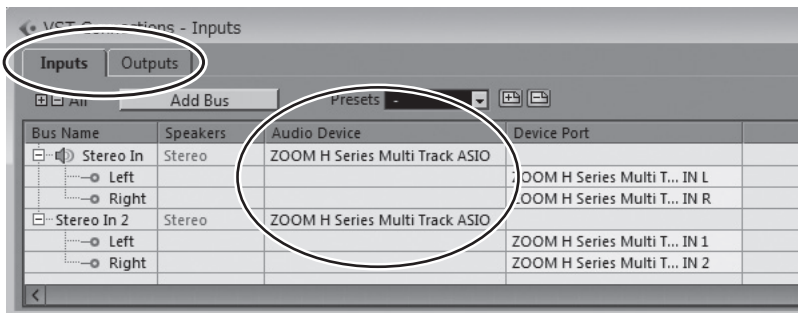 VST Connections - Inputs
Inputs Outputs
All Add Bus Presets -
Bus Name Speakers Audio Device Device Port
Stereo In Stereo ZOOM H Series Multi Track ASIO
Left ZOOM H Series Multi T... IN L
Right ZOOM H Series Multi T... IN R
Stereo In 2 Stereo ZOOM H Series Multi Track ASIO
Left ZOOM H Series Multi T... IN 1
Right ZOOM H Series Multi T... IN 2